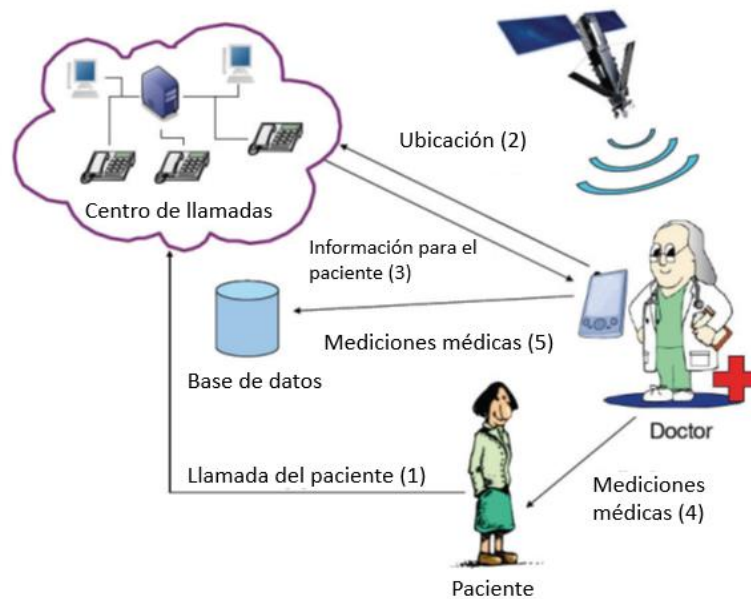 Ubicación (2)
Centro de llamadas
Información para el
paciente (3)
Mediciones médicas (5)
Base de datos
Doctor
Llamada del paciente (1)
Mediciones
médicas (4)
Paciente